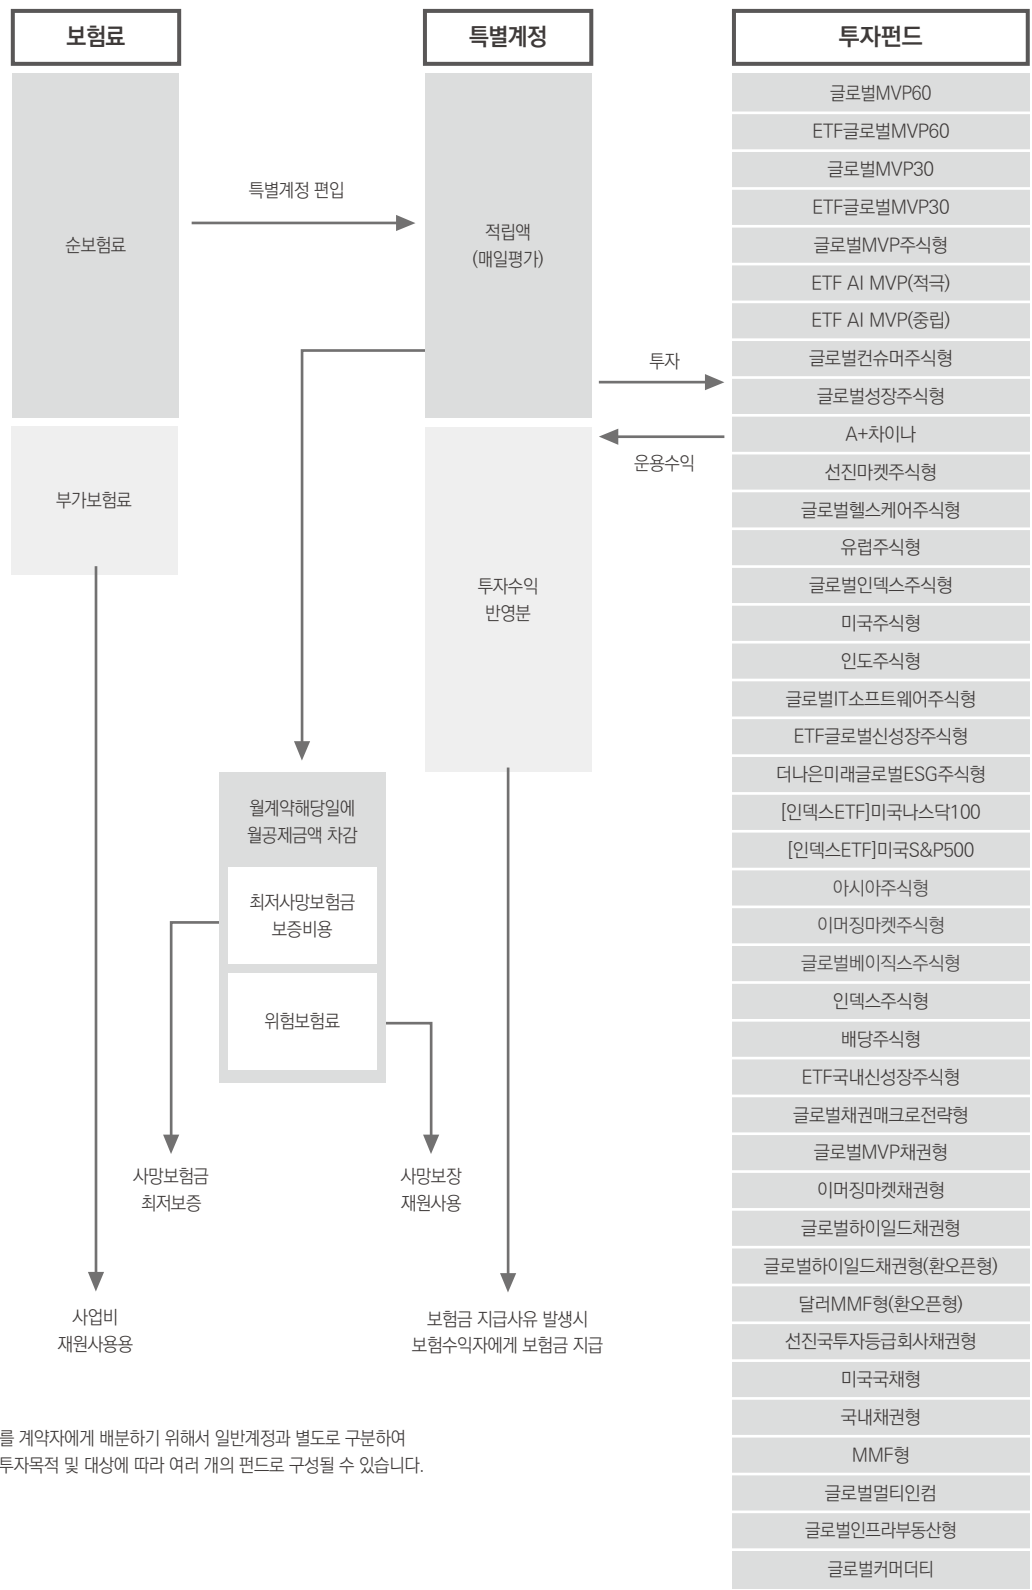 보험료
순보험료
부가보험료
특별계정 편입
특별계정
적립액
(매일평가)
투자
운용수익
투자수익
반영분
월계약해당일에
월공제금액 차감
최저사망보험금
보증비용
위험보험료
사망보험금
최저보증
사망보장
재원사용
사업비
재원사용용
보험금 지급사유 발생시
보험수익자에게 보험금 지급
를 계약자에게 배분하기 위해서 일반계정과 별도로 구분하여
투자목적 및 대상에 따라 여러 개의 펀드로 구성될 수 있습니다.
투자펀드
글로벌MVP60
ETF글로벌MVP60
글로벌MVP30
ETF글로벌MVP30
글로벌MVP주식형
ETF AI MVP(적극)
ETF AI MVP(중립)
글로벌컨슈머주식형
글로벌성장주식형
A+차이나
선진마켓주식형
글로벌헬스케어주식형
유럽주식형
글로벌인덱스주식형
미국주식형
인도주식형
글로벌IT소프트웨어주식형
ETF글로벌신성장주식형
더나은미래글로벌ESG주식형
[인덱스ETF]미국나스닥100
[인덱스ETF]미국S&P500
아시아주식형
이머징마켓주식형
글로벌베이직스주식형
인덱스주식형
배당주식형
ETF국내신성장주식형
글로벌채권매크로전략형
글로벌MVP채권형
이머징마켓채권형
글로벌하이일드채권형
글로벌하이일드채권형(환오픈형)
달러MMF형(환오픈형)
선진국투자등급회사채권형
미국국채형
국내채권형
MMF형
글로벌멀티인컴
글로벌인프라부동산형
글로벌커머더티